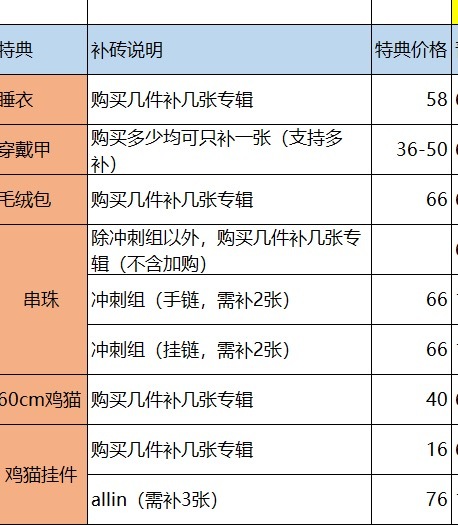 特典 补砖说明 特典价格
睡衣 购买几件补几张专辑 58
穿戴甲 购买多少均可只补一张（支持多
补） 36-50
毛绒包 购买几件补几张专辑 66
除冲刺组以外，购买几件补几张专
辑（不含加购）
串珠 冲刺组（手链，需补2张） 66
冲刺组（挂链，需补2张） 66
60cm鸡猫 购买几件补几张专辑 40
购买几件补几张专辑 16
鸡猫挂件
allin（需补3张） 76